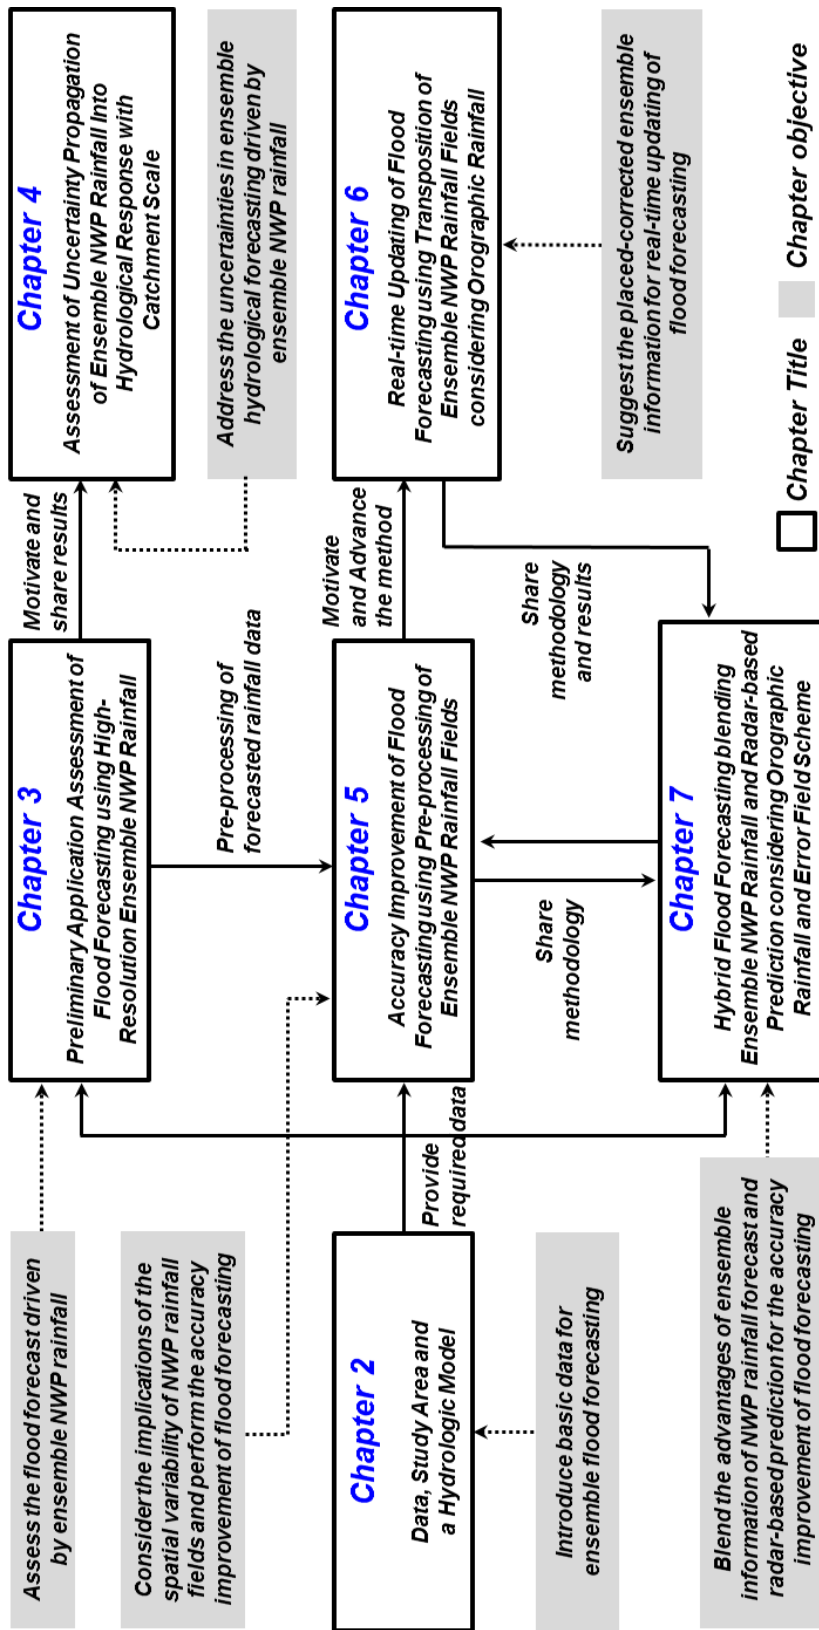 Assess the flood forecast driven
by ensemble NWP rainfall
Chapter 3
Preliminary Application Assessment of
Flood Forecasting using High-
Resolution Ensemble NWP Rainfall
Motivate and
share results
Chapter 4
Assessment of Uncertainty Propagation
of Ensemble NWP Rainfall Into
Hydrological Response with
Catchment Scale
Consider the implications of the
spatial variability of NWP rainfall
fields and perform the accuracy
improvement of flood forecasting
Pre-processing of
forecasted rainfall data
Address the uncertainties in ensemble
hydrological forecasting driven by
ensemble NWP rainfall
Chapter 2
Data, Study Area and
a Hydrologic Model
Provide
required data
Chapter 5
Accuracy Improvement of Flood
Forecasting using Pre-processing of
Ensemble NWP Rainfall Fields
Motivate
and Advance
the method
Chapter 6
Real-time Updating of Flood
Forecasting using Transposition of
Ensemble NWP Rainfall Fields
considering Orographic Rainfall
Introduce basic data for
ensemble flood forecasting
Share
methodology
Share
methodology
and results
Suggest the placed-corrected ensemble
information for real-time updating of
flood forecasting
Blend the advantages of ensemble
information of NWP rainfall forecast and
radar-based prediction for the accuracy
improvement of flood forecasting
Chapter 7
Hybrid Flood Forecasting blending
Ensemble NWP Rainfall and Radar-based
Prediction considering Orographic
Rainfall and Error Field Scheme
Chapter Title
Chapter objective